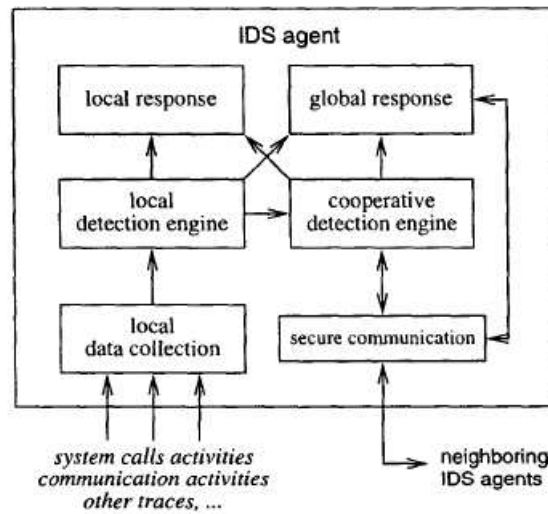 IDS agent
local response
global response
local
detection engine
cooperative
detection engine
local
data collection
secure communication
system calls activities
communication activities
other traces, ...
neighboring
IDS agents